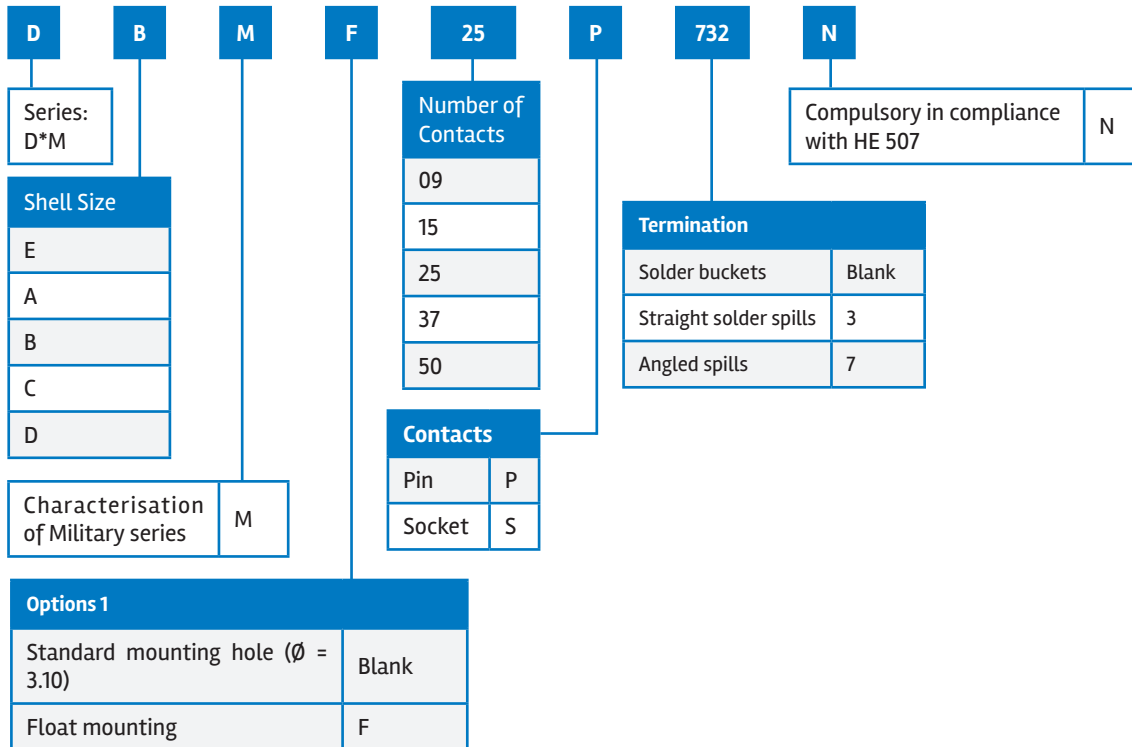 D B M F 25 P 732 N
Series:
D*M
Number of
Contacts
09
15
25
37
50
Compulsory in compliance
with HE 507
N
Shell Size
E
A
B
C
D
Termination
Solder buckets Blank
Straight solder spills 3
Angled spills 7
Contacts
Pin P
Socket S
Characterisation
of Military series
M
Options 1
Standard mounting hole (Ø =
3.10)
Blank
Float mounting F